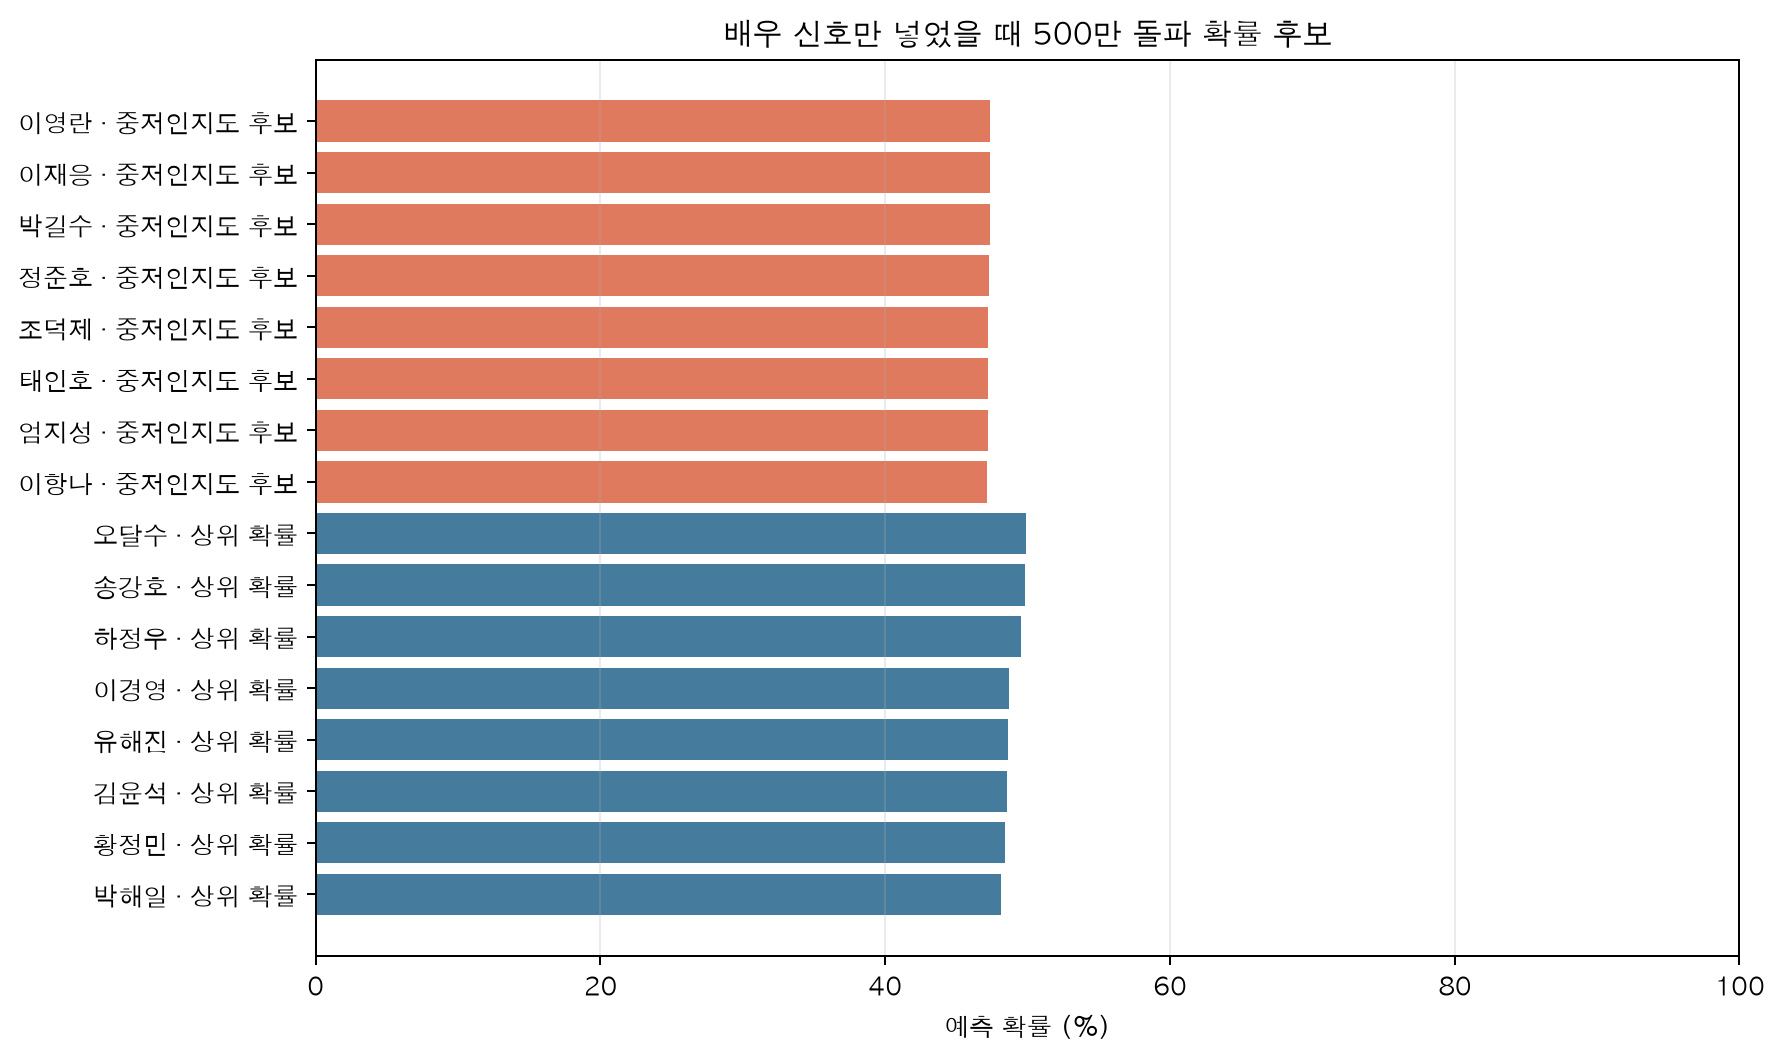 배우 신호만 넣었을 때 500만 돌파 확률 후보
이영란 · 중저인지도 후보
이재응 · 중저인지도 후보
박길수 · 중저인지도 후보
정준호 · 중저인지도 후보
조덕제 · 중저인지도 후보
태인호 · 중저인지도 후보
엄지성 · 중저인지도 후보
이항나 · 중저인지도 후보
오달수 · 상위 확률
송강호 · 상위 확률
하정우 · 상위 확률
이경영 · 상위 확률
유해진 · 상위 확률
김윤석 · 상위 확률
황정민 · 상위 확률
박해일 · 상위 확률
0 20 40 60 80 100
예측 확률 (%)